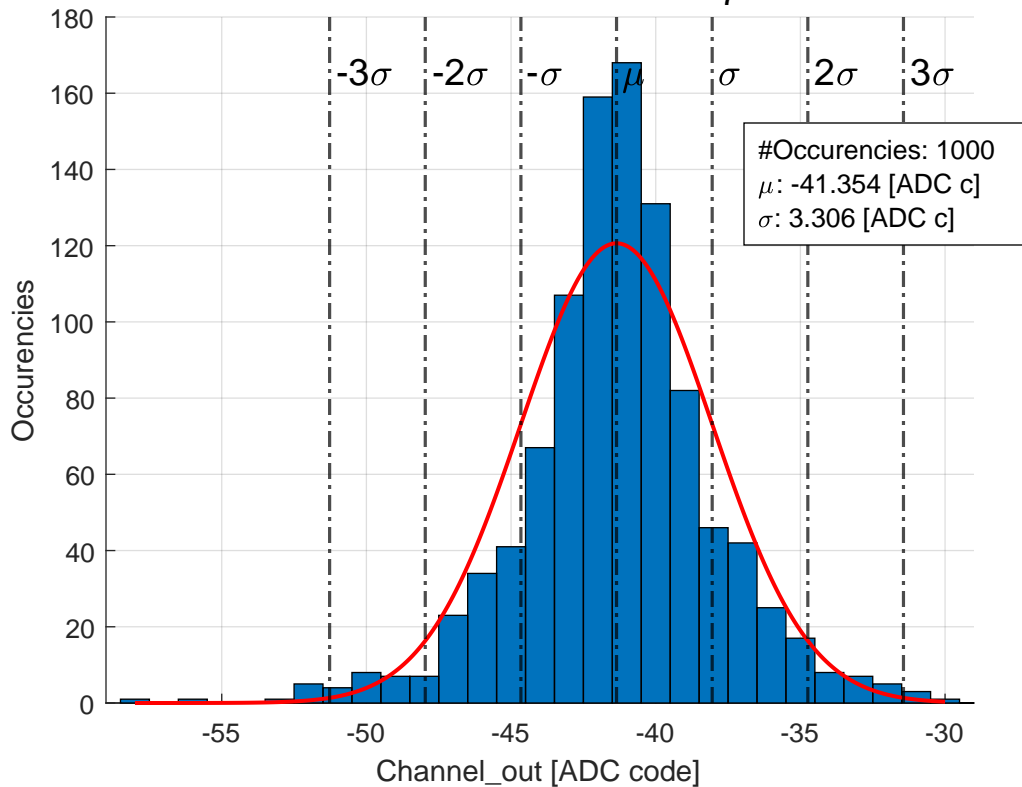 180
160
140
120
100
80
60
40
20
0
-3σ
-2σ
-σ
μ
σ
2σ
3σ
#Occurencies: 1000
μ: -41.354 [ADC c]
σ: 3.306 [ADC c]
Occurencies
-55
-50
-45
-40
-35
-30
Channel_out [ADC code]